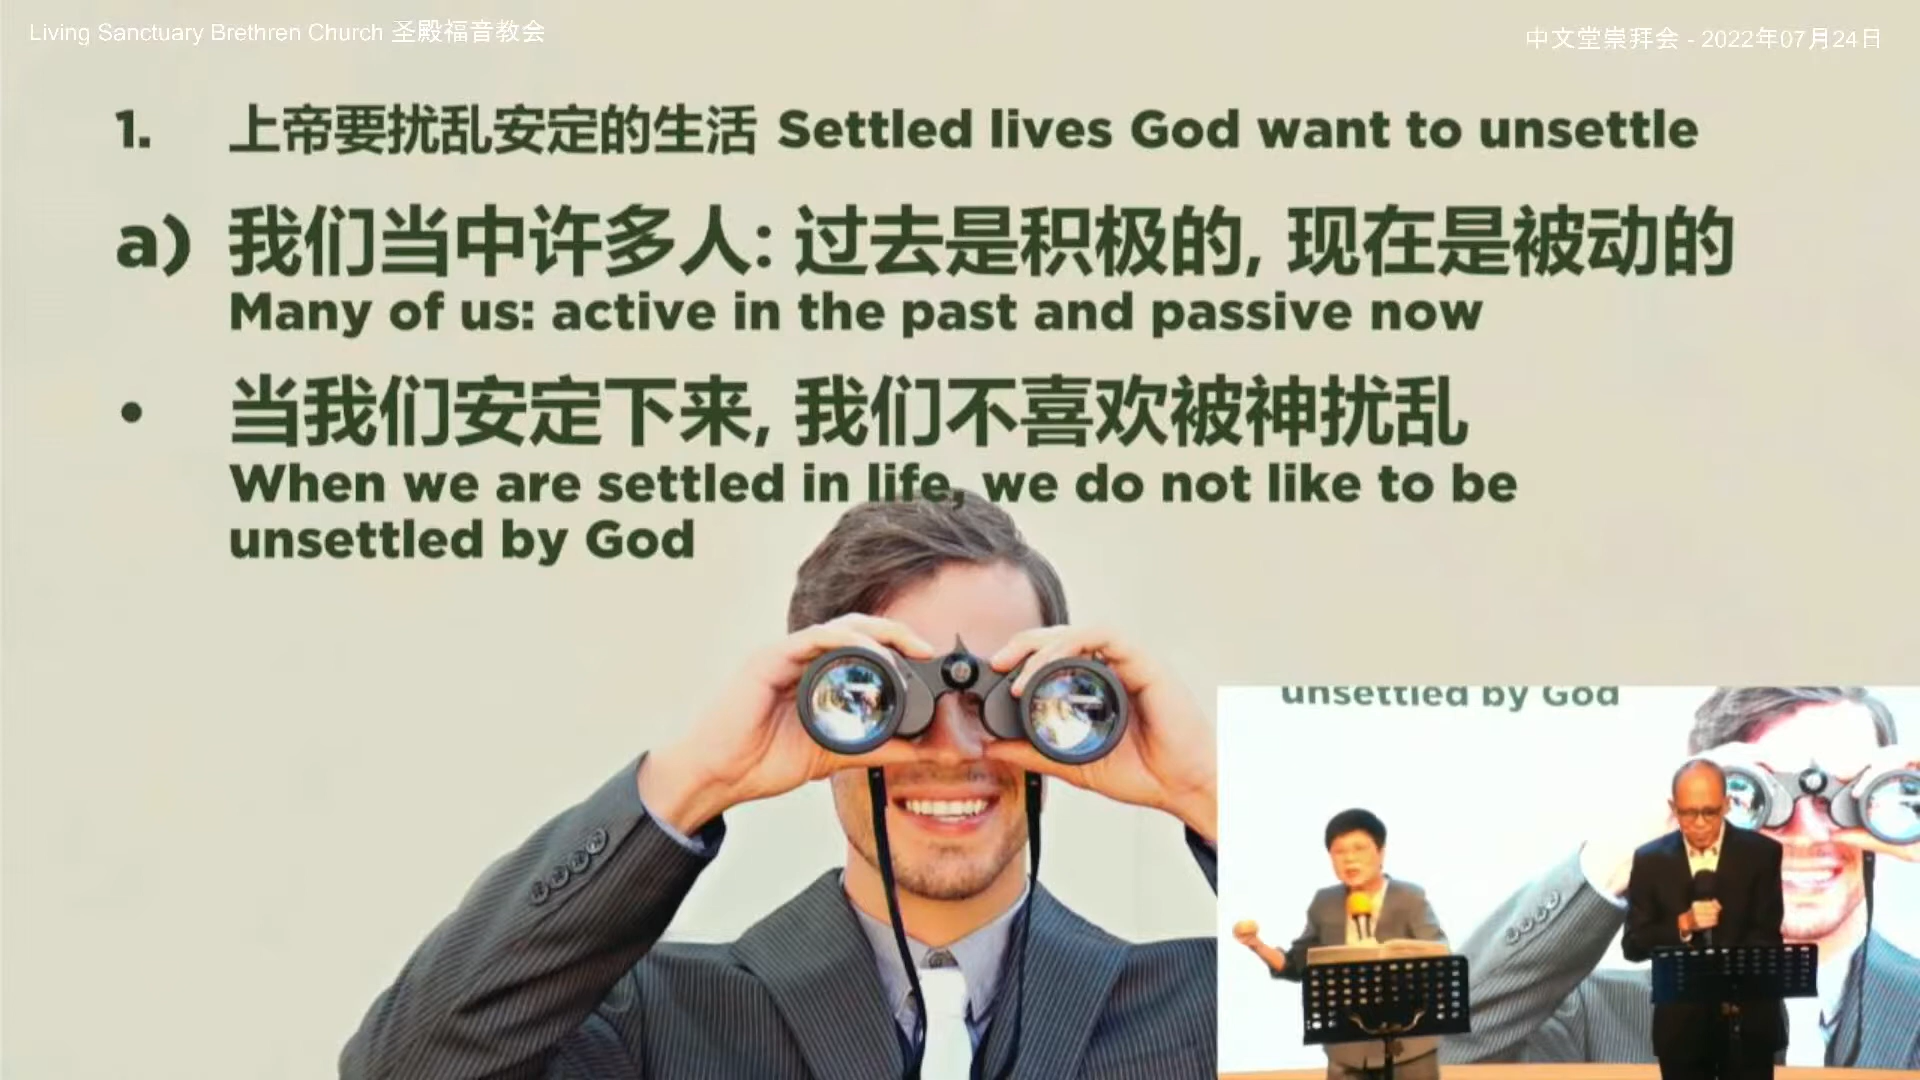 Living Sanctuary Brethren Church 圣殿福音教会
中文堂崇拜会 - 2022年07月24日
1. 上帝要扰乱安定的生活 Settled lives God want to unsettle
a) 我们当中许多人: 过去是积极的, 现在是被动的
Many of us: active in the past and passive now
• 当我们安定下来, 我们不喜欢被神扰乱
When we are settled in life, we do not like to be
unsettled by God
unsettled by God